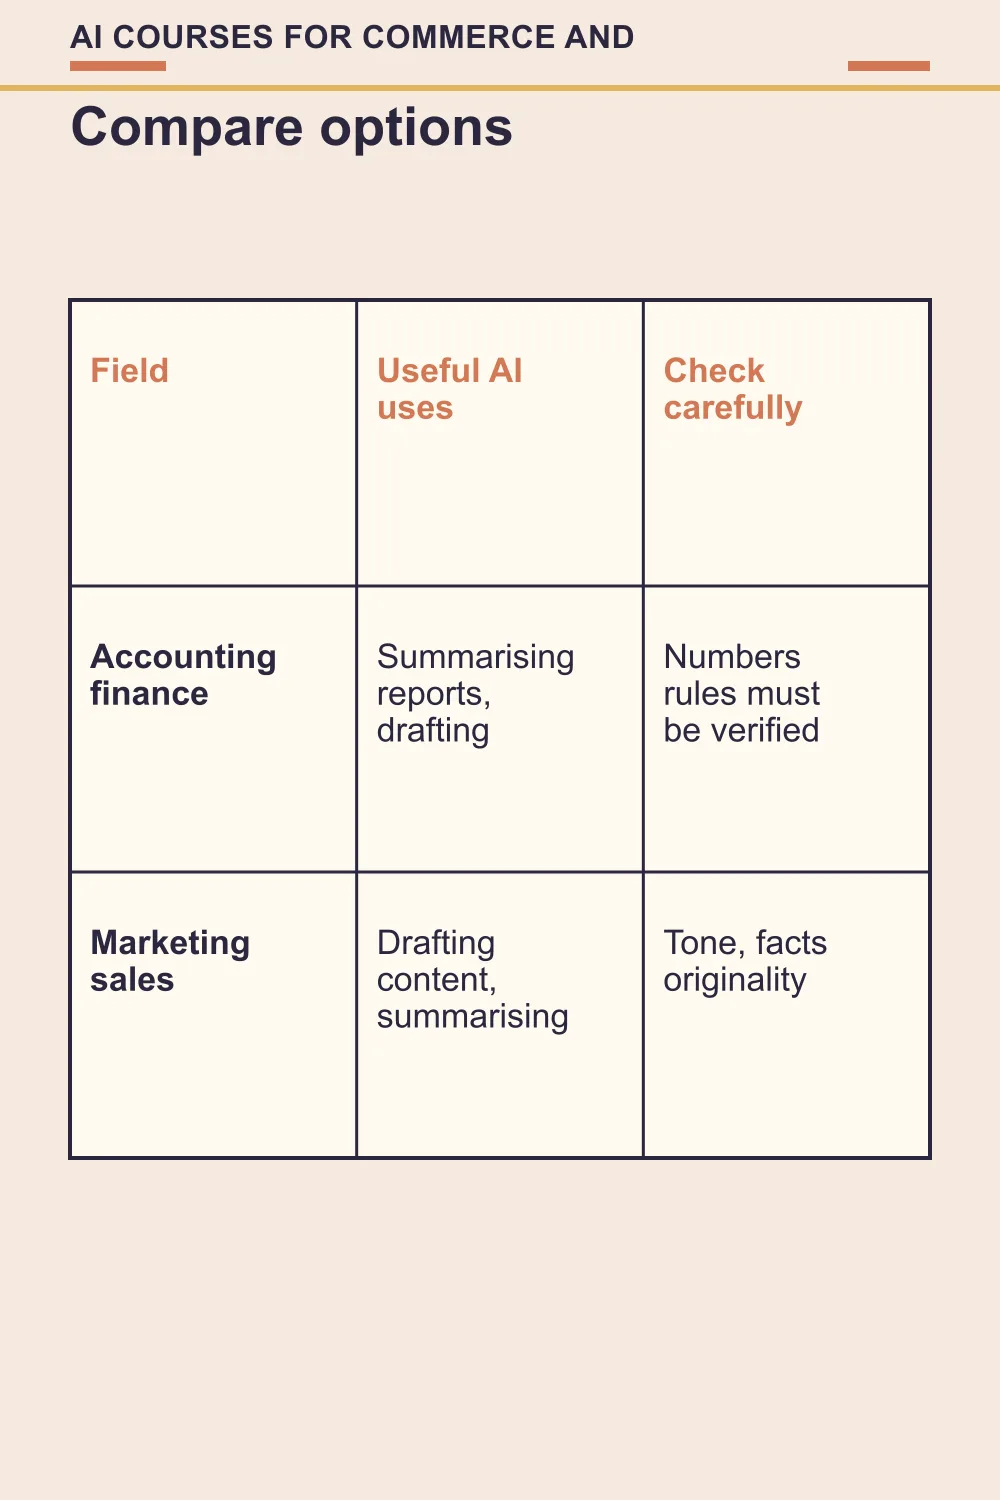 AI COURSES FOR COMMERCE AND
Compare options
Field
Useful AI
uses
Check
carefully
Accounting
finance
Summarising
reports,
drafting
Numbers
rules must
be verified
Marketing
sales
Drafting
content,
summarising
Tone, facts
originality